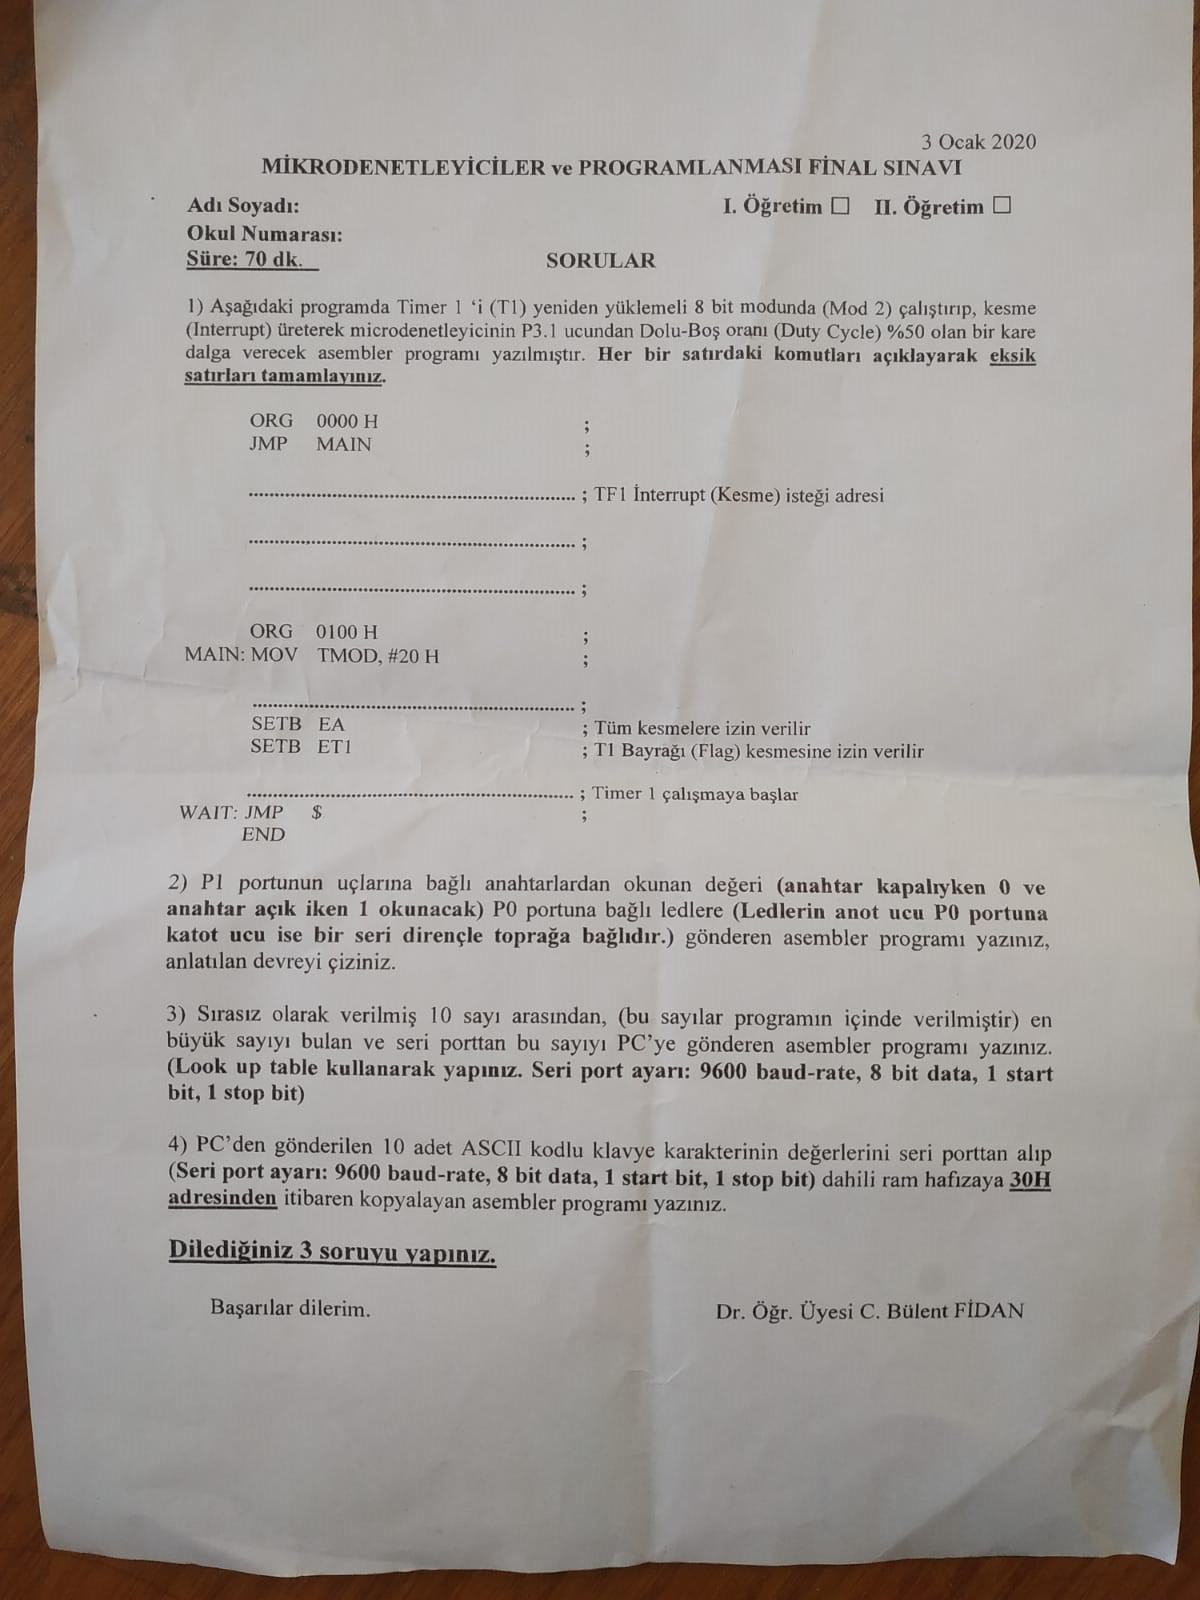 3 Ocak 2020
MİKRODENETLEYİCİLER ve PROGRAMLANMASI FİNAL SINAVI
Adı Soyadı: I. Öğretim ☐ II. Öğretim ☐
Okul Numarası:
Süre: 70 dk.
SORULAR
1) Aşağıdaki programda Timer 1 ‘i (T1) yeniden yüklemeli 8 bit modunda (Mod 2) çalıştırıp, kesme
(Interrupt) üreterek microdenetleyicinin P3.1 ucundan Dolu-Boş oranı (Duty Cycle) %50 olan bir kare
dalga verecek asembler programı yazılmıştır. Her bir satırdaki komutları açıklayarak eksik
satırları tamamlayınız.
ORG 0000 H ;
JMP MAIN ;
................................................................. ; TF1 İnterrupt (Kesme) isteği adresi
................................................................. ;
................................................................. ;
ORG 0100 H ;
MAIN: MOV TMOD, #20 H ;
................................................................. ;
SETB EA ; Tüm kesmelere izin verilir
SETB ET1 ; T1 Bayrağı (Flag) kesmesine izin verilir
................................................................. ; Timer 1 çalışmaya başlar
WAIT: JMP $ ;
END
2) P1 portunun uçlarına bağlı anahtarlardan okunan değeri (anahtar kapalıyken 0 ve
anahtar açık iken 1 okunacak) P0 portuna bağlı ledlere (Ledlerin anot ucu P0 portuna
katot ucu ise bir seri dirençle toprağa bağlıdır.) gönderen asembler programı yazınız,
anlatılan devreyi çiziniz.
3) Sırasız olarak verilmiş 10 sayı arasından, (bu sayılar programın içinde verilmiştir) en
büyük sayıyı bulan ve seri porttan bu sayıyı PC’ye gönderen asembler programı yazınız.
(Look up table kullanarak yapınız. Seri port ayarı: 9600 baud-rate, 8 bit data, 1 start
bit, 1 stop bit)
4) PC’den gönderilen 10 adet ASCII kodlu klavye karakterinin değerlerini seri porttan alıp
(Seri port ayarı: 9600 baud-rate, 8 bit data, 1 start bit, 1 stop bit) dahili ram hafızaya 30H
adresinden itibaren kopyalayan asembler programı yazınız.
Dilediğiniz 3 soruyu yapınız.
Başarılar dilerim. Dr. Öğr. Üyesi C. Bülent FİDAN